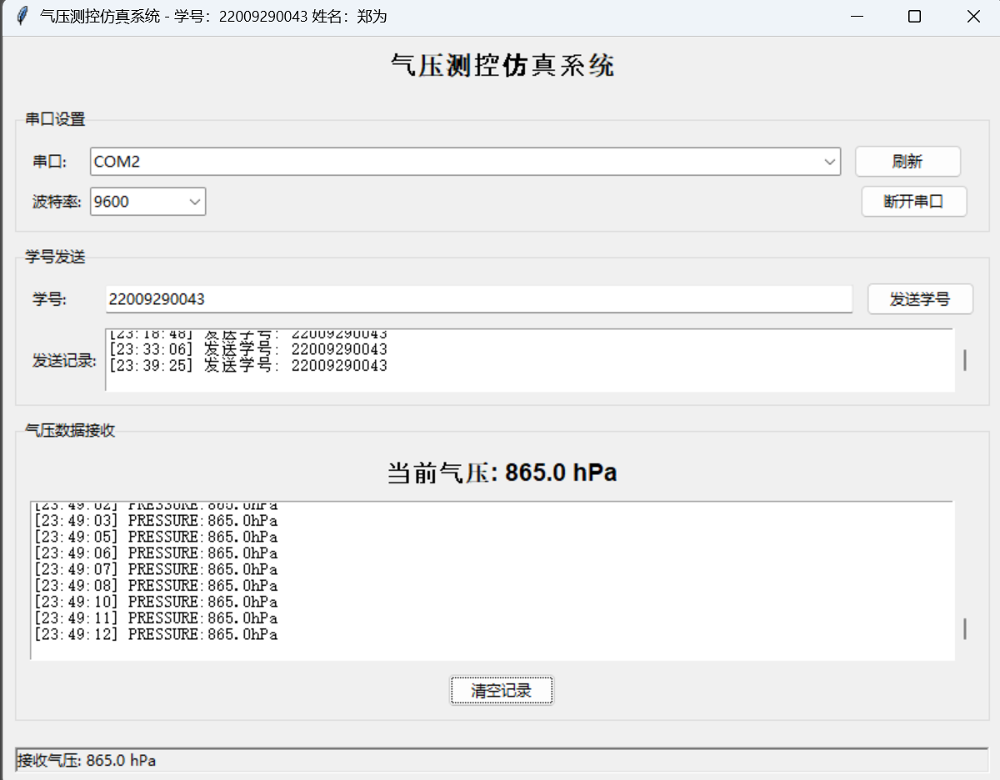 气压测控仿真系统 - 学号：22009290043 姓名：郑为
气压测控仿真系统
串口设置
串口: COM2 刷新
波特率: 9600 断开串口
学号发送
学号: 22009290043 发送学号
发送记录:
[23:18:48] 发送学号: 22009290043
[23:33:06] 发送学号: 22009290043
[23:39:25] 发送学号: 22009290043
气压数据接收
当前气压: 865.0 hPa
[23:49:02] PRESSURE:865.0hPa
[23:49:03] PRESSURE:865.0hPa
[23:49:05] PRESSURE:865.0hPa
[23:49:06] PRESSURE:865.0hPa
[23:49:07] PRESSURE:865.0hPa
[23:49:08] PRESSURE:865.0hPa
[23:49:10] PRESSURE:865.0hPa
[23:49:11] PRESSURE:865.0hPa
[23:49:12] PRESSURE:865.0hPa
清空记录
接收气压: 865.0 hPa